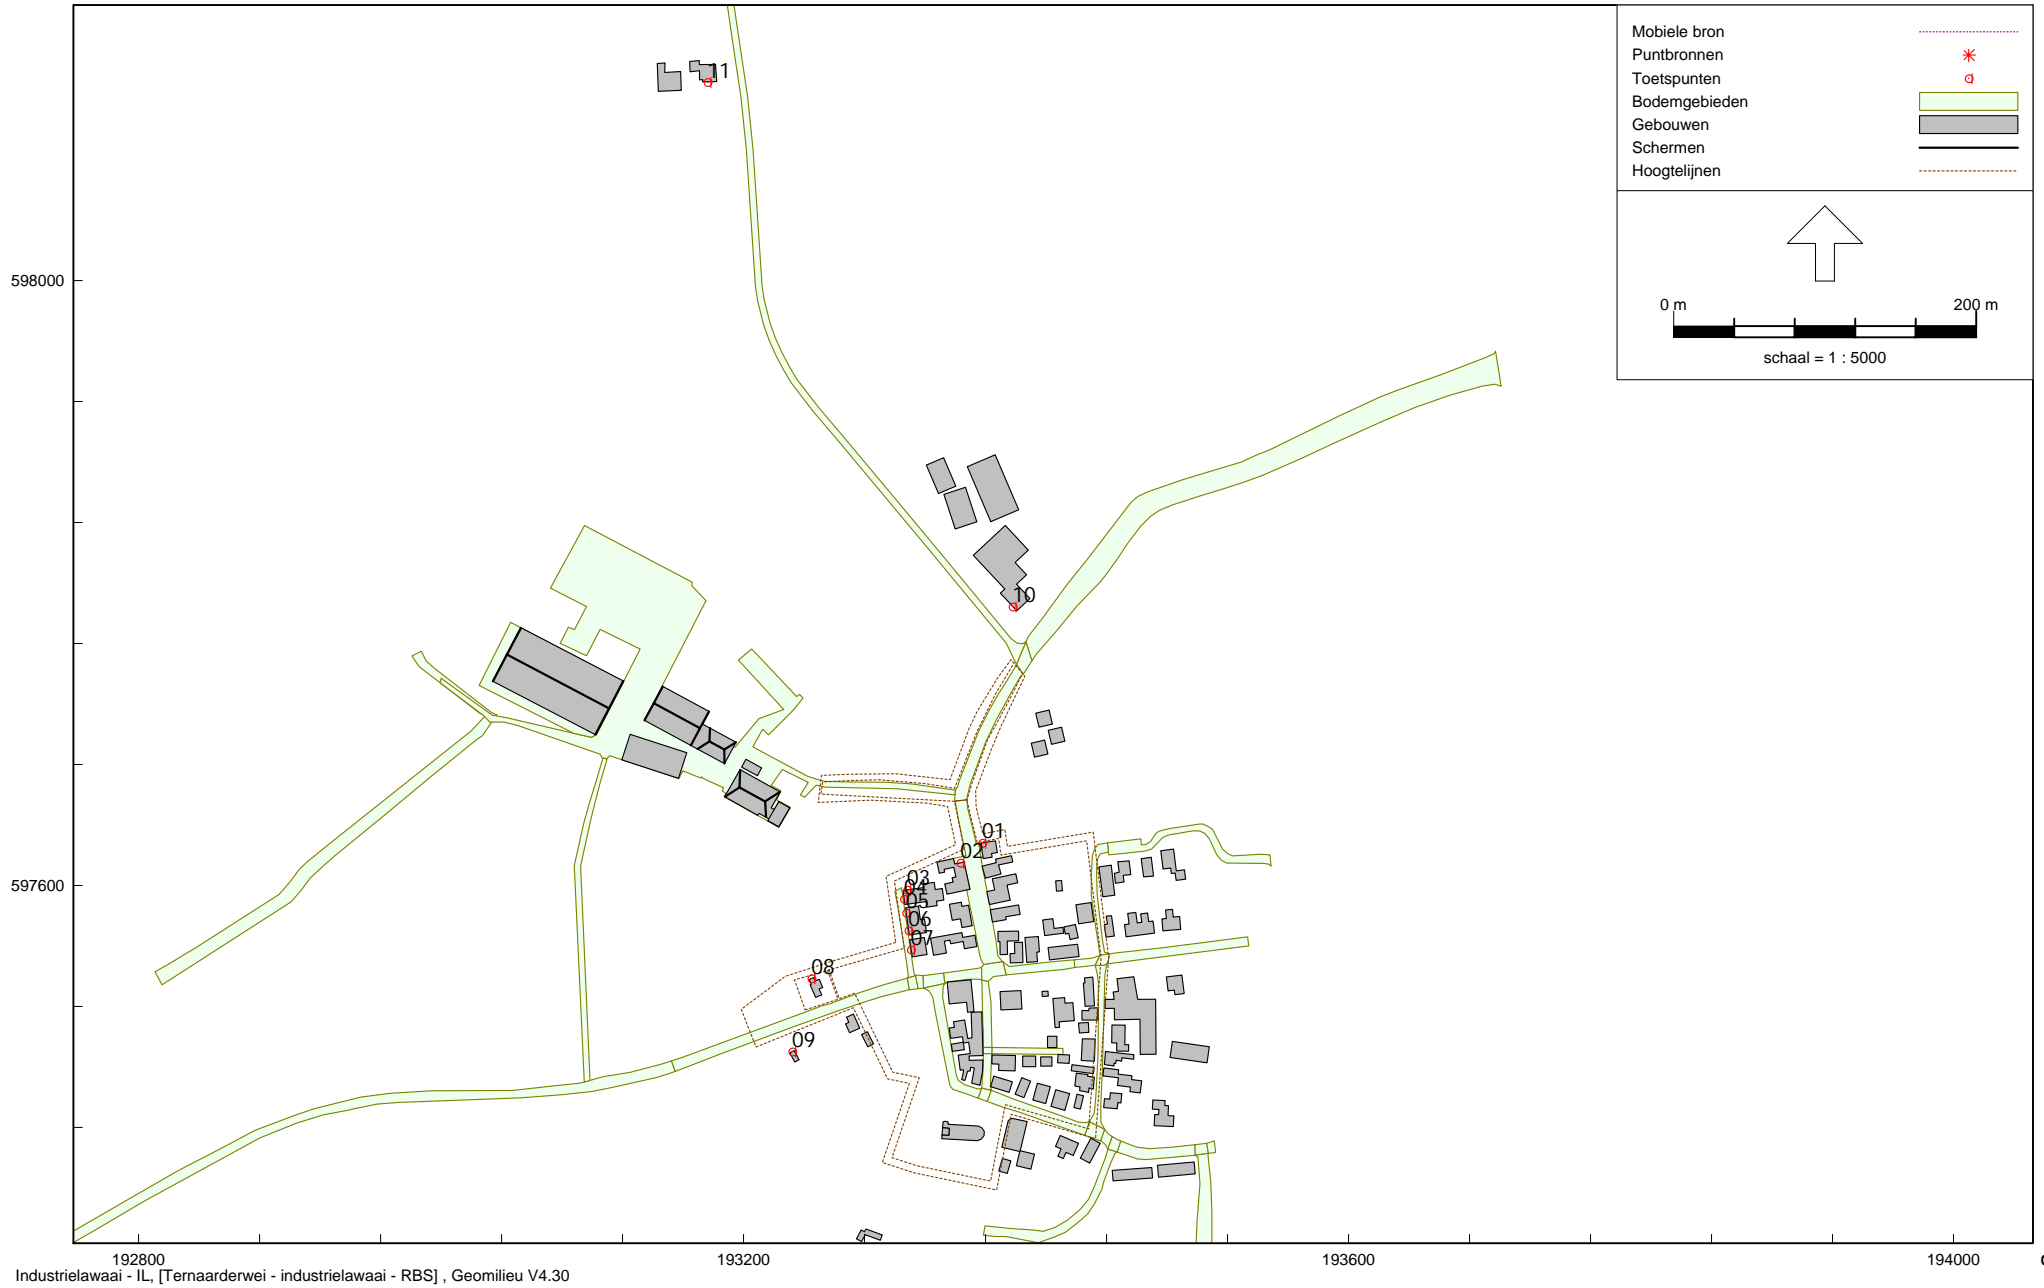 Mobiele bron
Puntbronnen
Toetspunten
Bodemgebieden
Gebouwen
Schermen
Hoogtelijnen
0 m 200 m
schaal = 1 : 5000
11
598000
10
01
02
03
04
05
06
07
08
09
597600
192800 193200 193600 194000
Industrielawaai - IL, [Ternaarderwei - industrielawaai - RBS] , Geomilieu V4.30